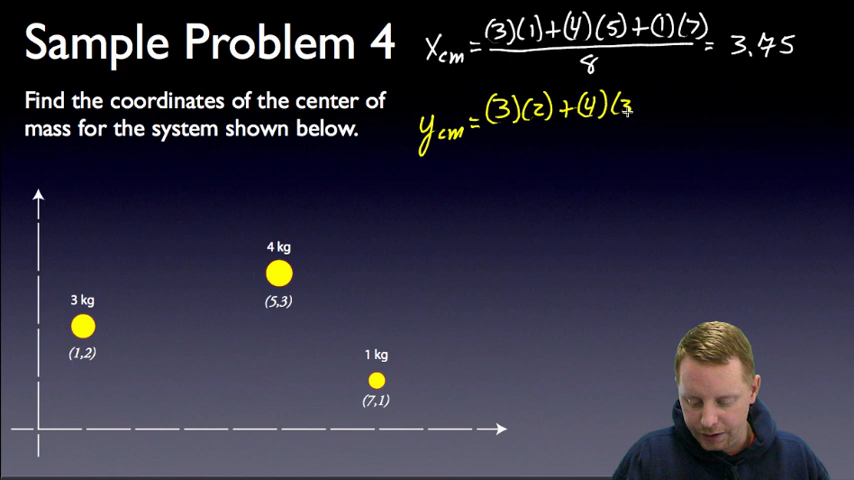 Sample Problem 4
Find the coordinates of the center of
mass for the system shown below.
Xcm = (3)(1)+(4)(5)+(1)(7) = 3.75
8
ycm = (3)(2)+(4)(3
4 kg
(5,3)
3 kg
(1,2)
1 kg
(7,1)